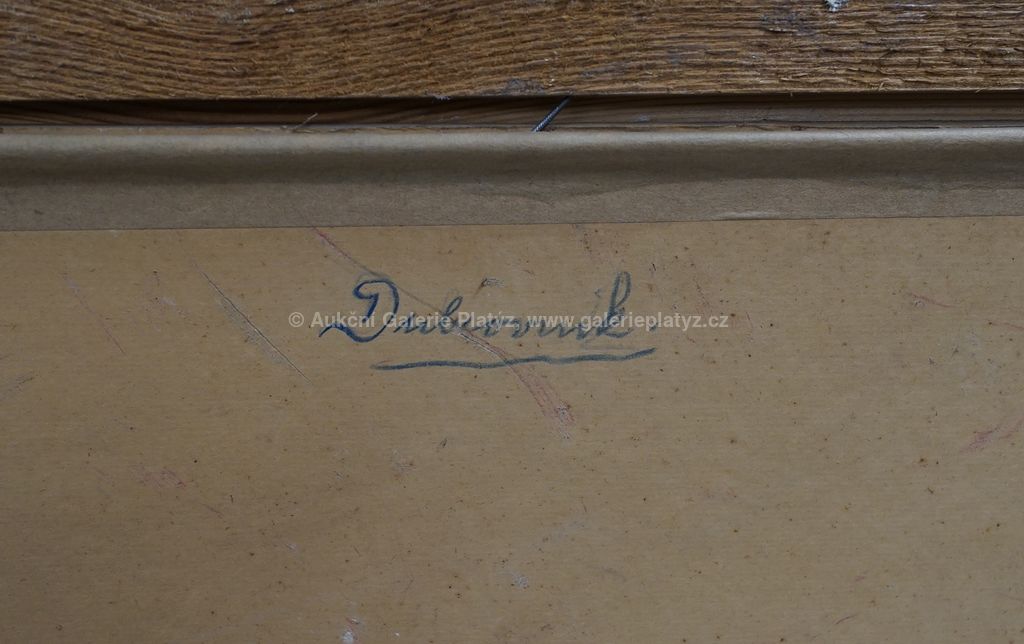 Dubrovník.
© Aukční Galerie Platýz, www.galerieplatyz.cz